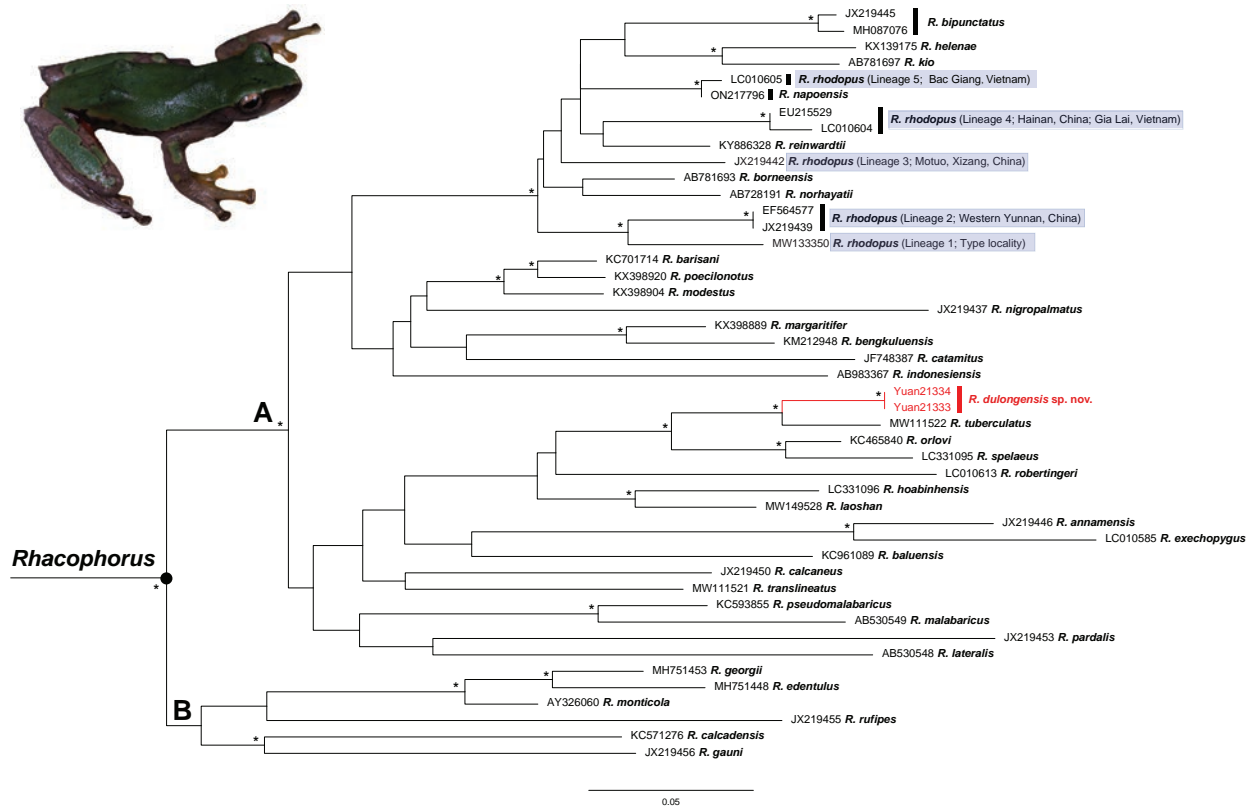 JX219445
MH087076
R. bipunctatus
KX139175 R. helenae
AB781697 R. kio
LC010605 R. rhodopus (Lineage 5; Bac Giang, Vietnam)
ON217796 R. napoensis
EU215529
LC010604
R. rhodopus (Lineage 4; Hainan, China; Gia Lai, Vietnam)
KY886328 R. reinwardtii
JX219442 R. rhodopus (Lineage 3; Motuo, Xizang, China)
AB781693 R. borneensis
AB728191 R. norhayatii
EF564577
JX219439
R. rhodopus (Lineage 2; Western Yunnan, China)
MW133350 R. rhodopus (Lineage 1; Type locality)
KC701714 R. barisani
KX398920 R. poecilonotus
KX398904 R. modestus
JX219437 R. nigropalmatus
KX398889 R. margaritifer
KM212948 R. bengkuluensis
JF748387 R. catamitus
AB983367 R. indonesiensis
A
Yuan21334
Yuan21333
R. dulongensis sp. nov.
MW111522 R. tuberculatus
KC465840 R. orlovi
LC331095 R. spelaeus
LC010613 R. robertingeri
LC331096 R. hoabinhensis
MW149528 R. laoshan
JX219446 R. annamensis
LC010585 R. exechopygus
KC961089 R. baluensis
Rhacophorus
JX219450 R. calcaneus
MW111521 R. translineatus
KC593855 R. pseudomalabaricus
AB530549 R. malabaricus
JX219453 R. pardalis
AB530548 R. lateralis
MH751453 R. georgii
MH751448 R. edentulus
AY326060 R. monticola
B
JX219455 R. rufipes
KC571276 R. calcadensis
JX219456 R. gauni
0.05